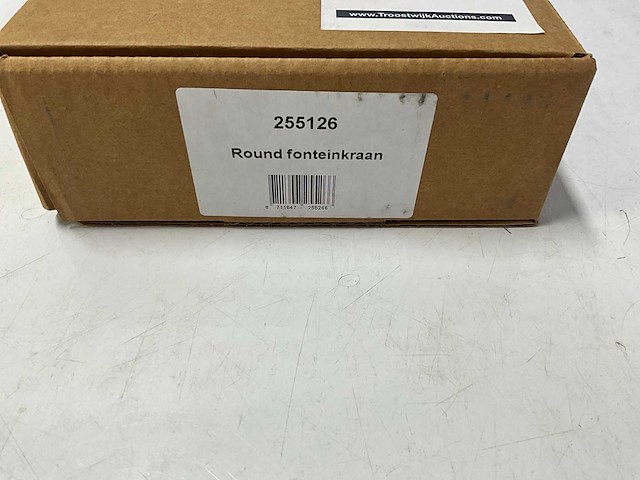 www.TroostwijkAuctions.com
255126
Round fonteinkraan